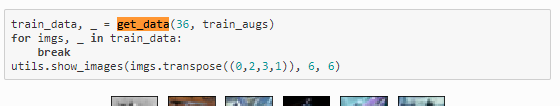 train_data, _ = get_data(36, train_augs)
for imgs, _ in train_data:
    break
utils.show_images(imgs.transpose((0,2,3,1)), 6, 6)